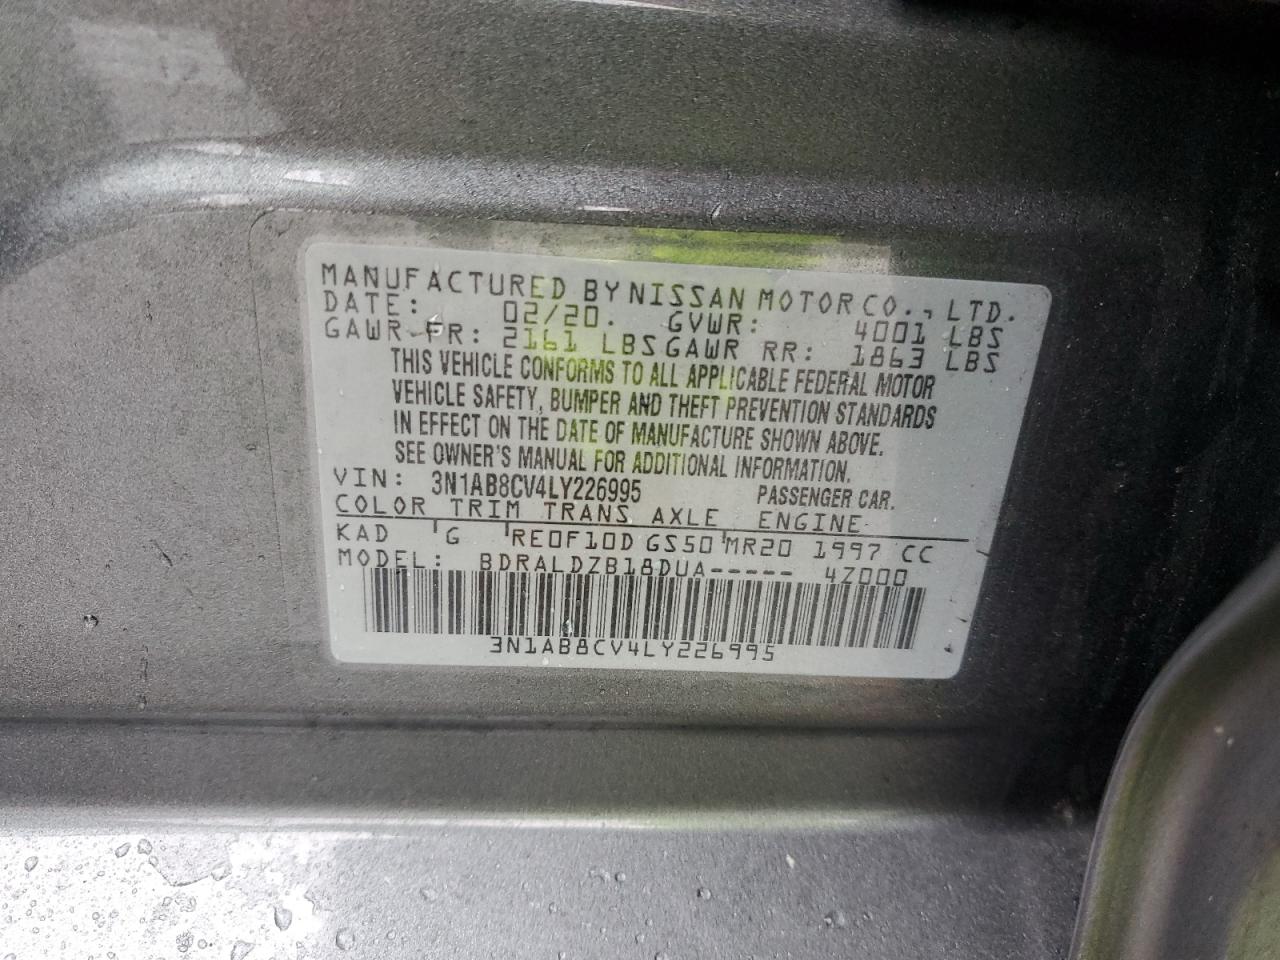 MANUFACTURED BY NISSAN MOTOR CO., LTD.
DATE: 02/20. GVWR: 4001 LBS
GAWR FR: 2161 LBS GAWR RR: 1863 LBS
THIS VEHICLE CONFORMS TO ALL APPLICABLE FEDERAL MOTOR
VEHICLE SAFETY, BUMPER AND THEFT PREVENTION STANDARDS
IN EFFECT ON THE DATE OF MANUFACTURE SHOWN ABOVE.
SEE OWNER'S MANUAL FOR ADDITIONAL INFORMATION.
VIN: 3N1AB8CV4LY226995 PASSENGER CAR.
COLOR TRIM TRANS AXLE ENGINE
KAD G RE0F10D GS50 MR20 1997 CC
MODEL: BDRALDZB18DUA----- 4Z000
3N1AB8CV4LY226995